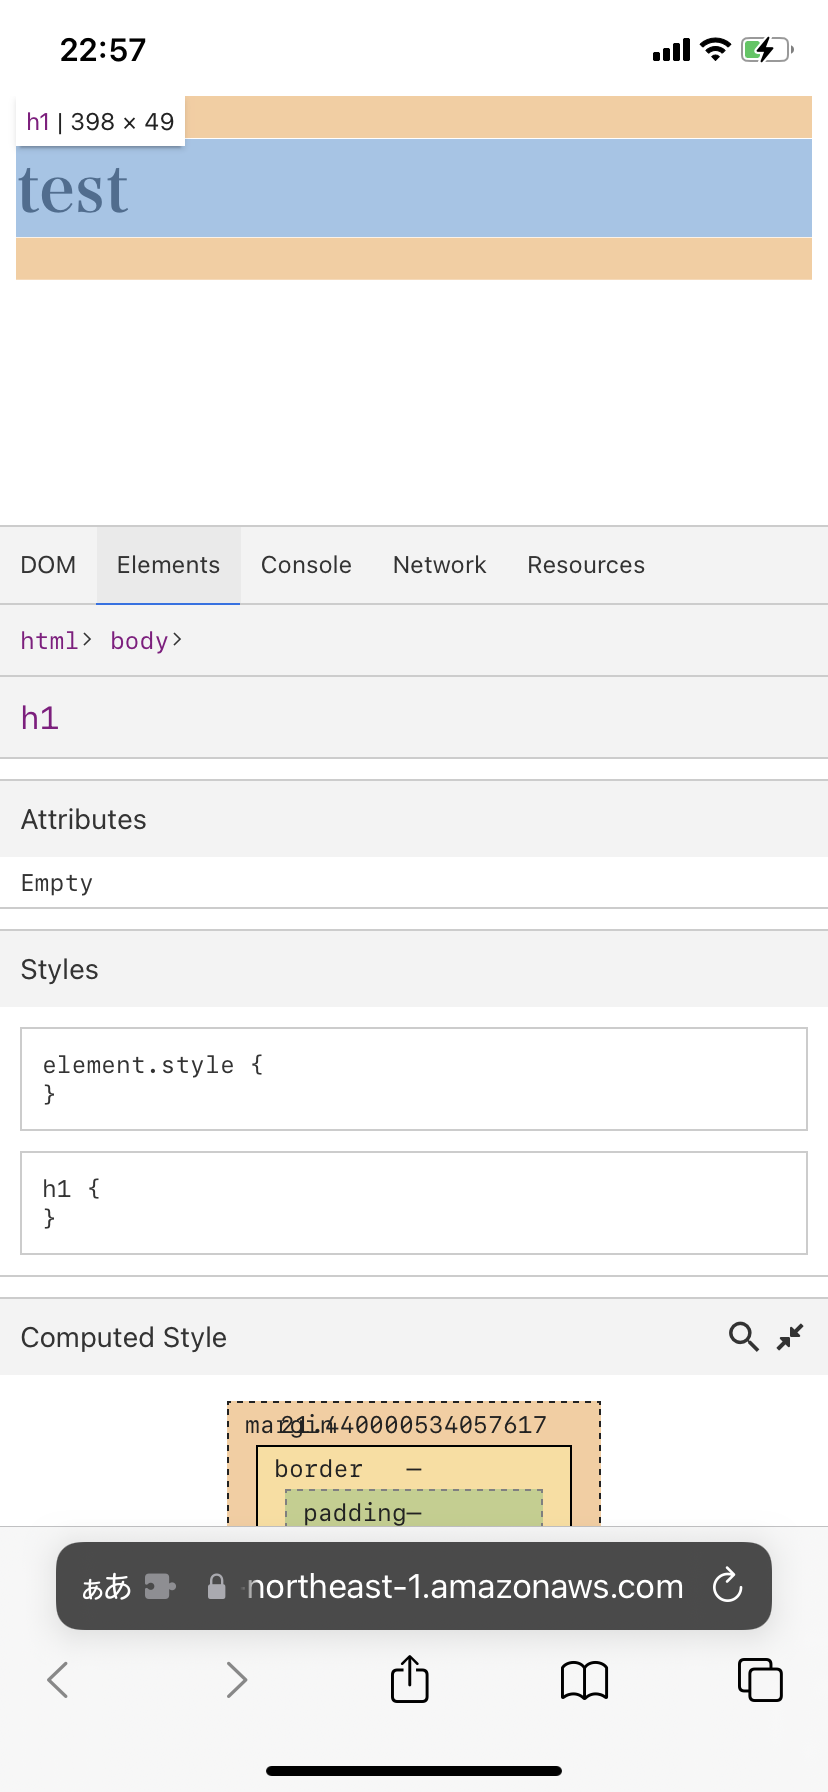 22:57
h1 | 398 × 49
test
DOM Elements Console Network Resources
html> body>
h1
Attributes
Empty
Styles
element.style {
}
h1 {
}
Computed Style
margin 21.440000534057617
border –
padding–
ああ northeast-1.amazonaws.com